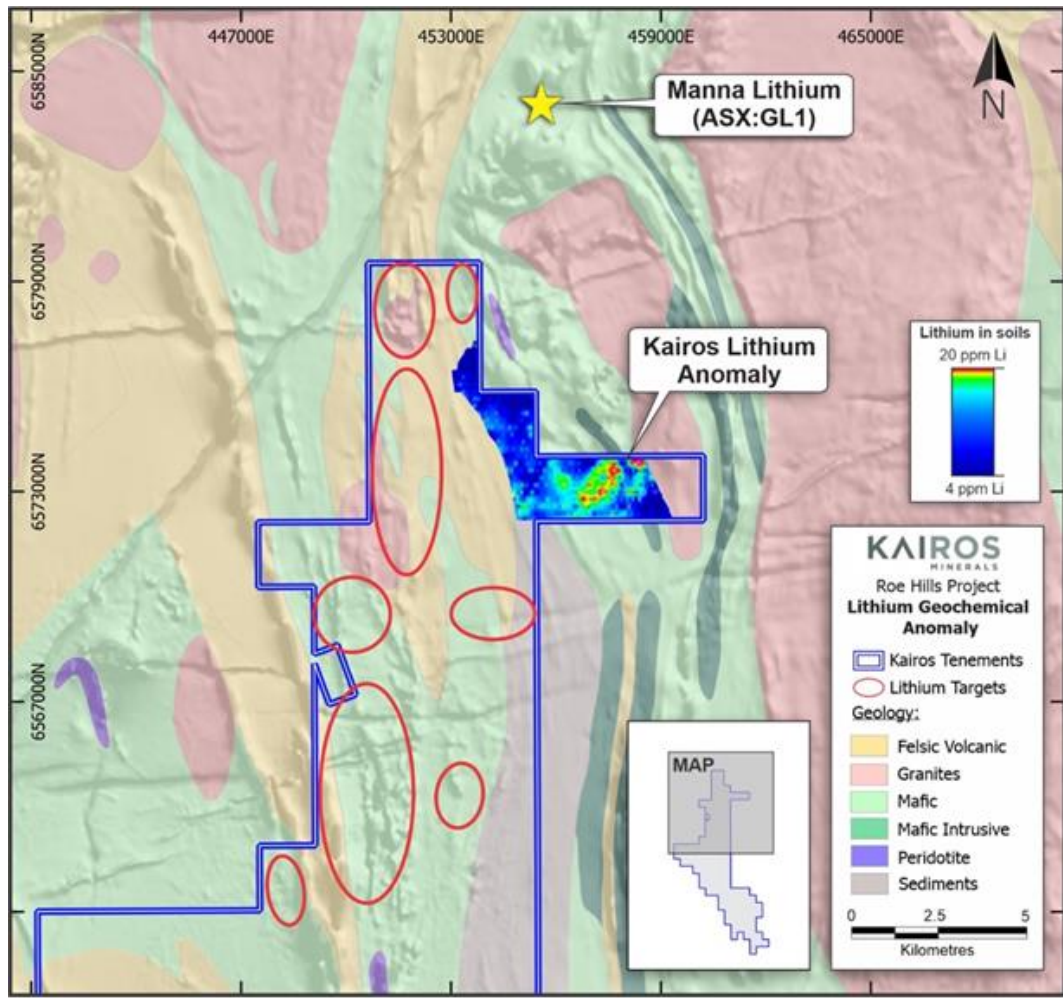 447000E
453000E
459000E
465000E
6585000N
6579000N
6573000N
6567000N
Manna Lithium
(ASX:GL1)
N
Kairos Lithium
Anomaly
Lithium in soils
20 ppm Li
4 ppm Li
KAIROS
MINERALS
Roe Hills Project
Lithium Geochemical
Anomaly
Kairos Tenements
Lithium Targets
Geology:
Felsic Volcanic
Granites
Mafic
Mafic Intrusive
Peridotite
Sediments
0 2.5 5
Kilometres
MAP